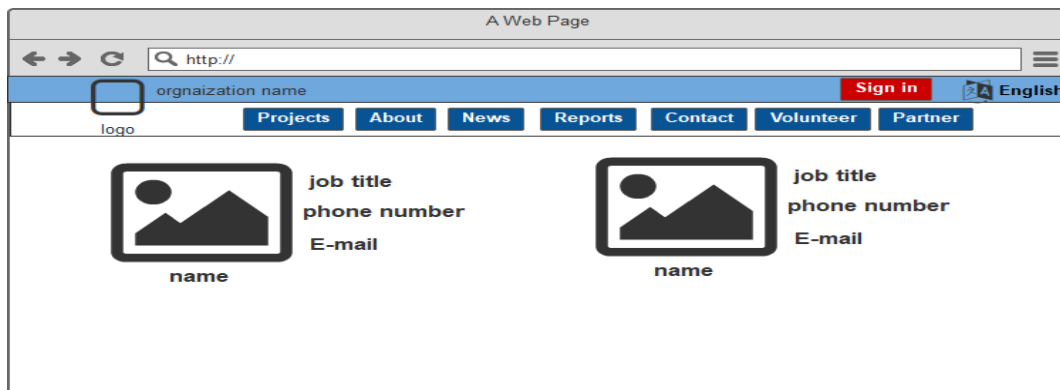 A Web Page
http://
orgnaization name Sign in English
logo Projects About News Reports Contact Volunteer Partner
job title
phone number
E-mail
name
job title
phone number
E-mail
name